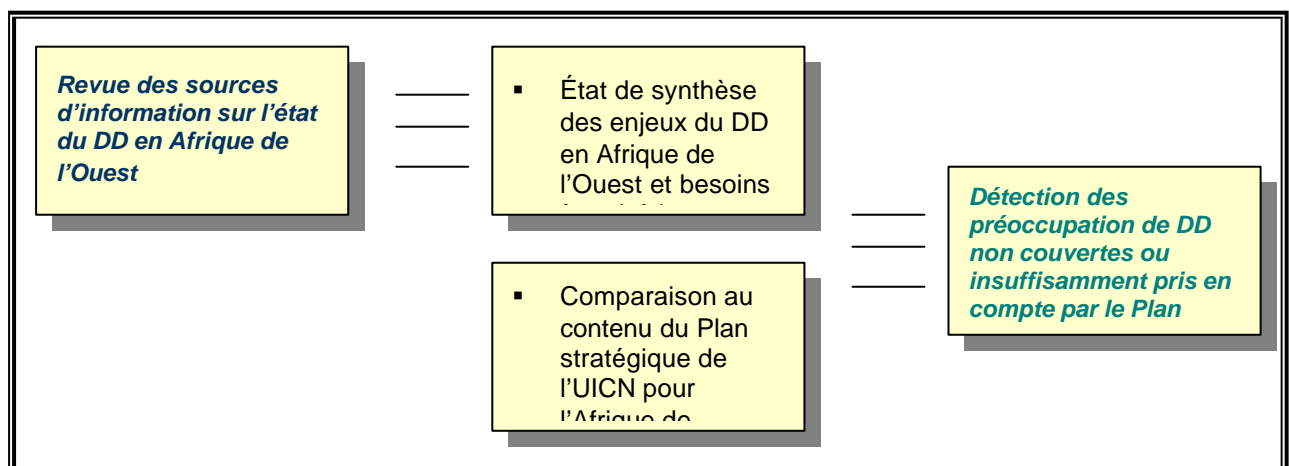 Revue des sources
d'information sur l'état
du DD en Afrique de
l'Ouest
▪ État de synthèse
des enjeux du DD
en Afrique de
l'Ouest et besoins
▪ Comparaison au
contenu du Plan
stratégique de
l'UICN pour
l'Afrique de
Détection des
préoccupation de DD
non couvertes ou
insuffisamment pris en
compte par le Plan